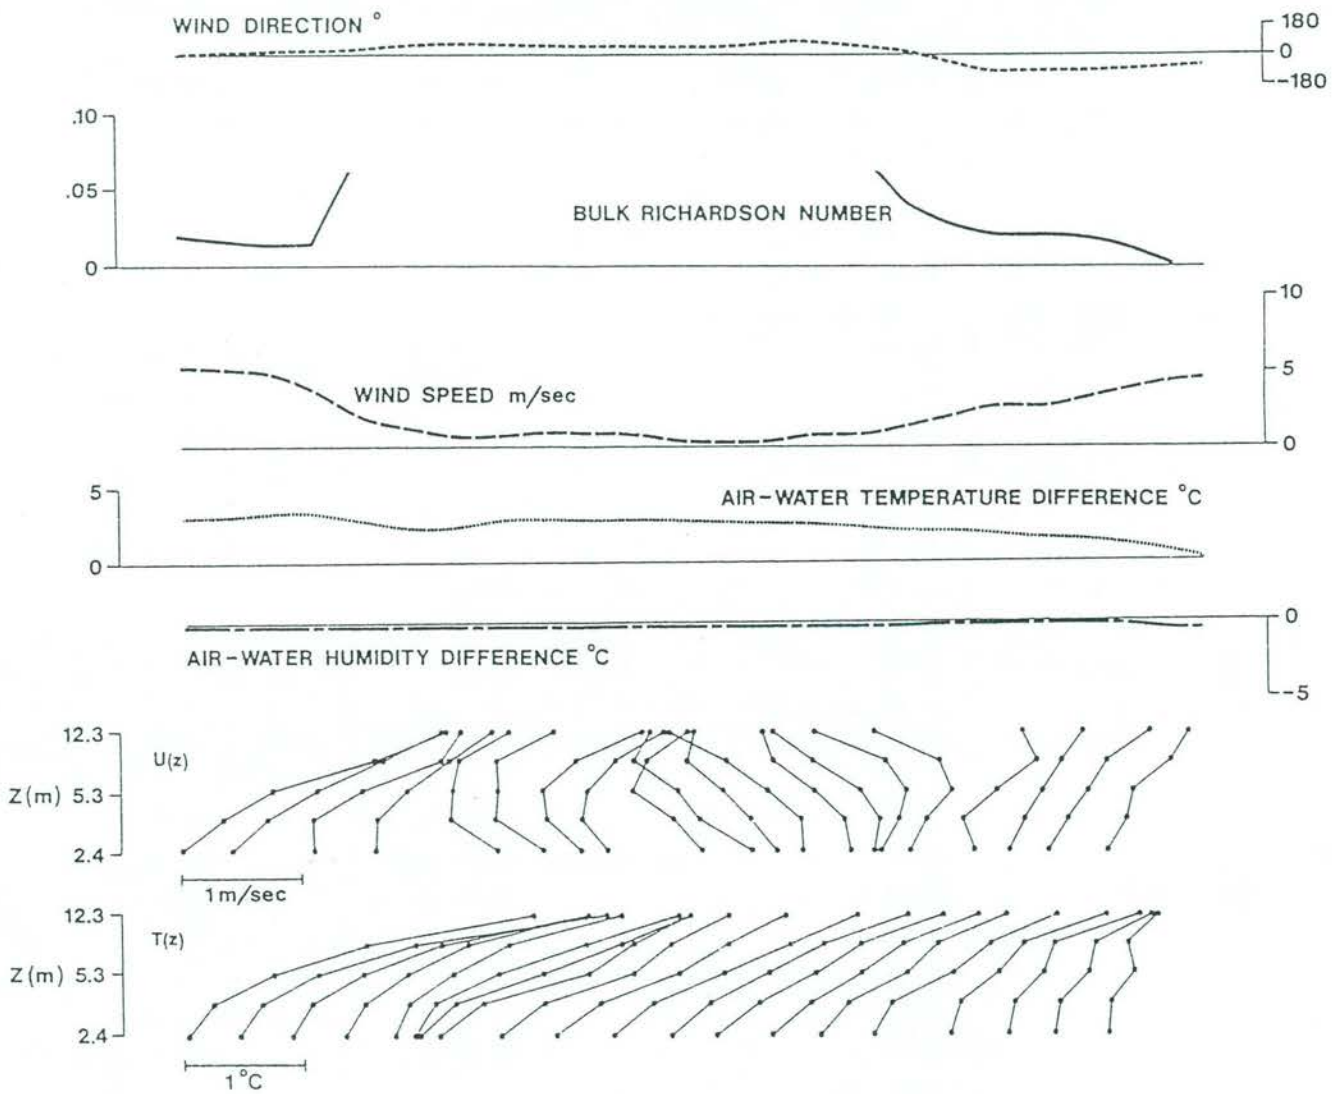 WIND DIRECTION °
180
0
-180
.10
.05
0
BULK RICHARDSON NUMBER
10
5
0
WIND SPEED m/sec
5
0
AIR-WATER TEMPERATURE DIFFERENCE °C
0
-5
AIR-WATER HUMIDITY DIFFERENCE °C
12.3
U(z)
Z(m) 5.3
2.4
1m/sec
12.3
T(z)
Z(m) 5.3
2.4
1°C